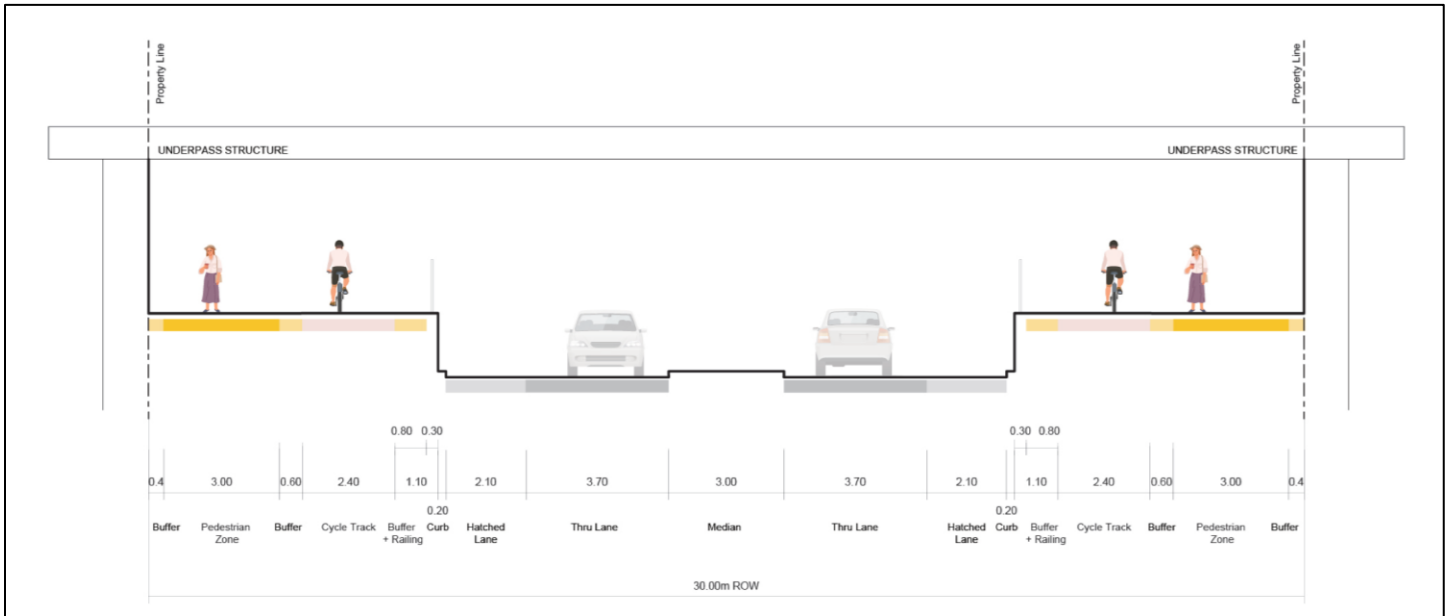 Property Line
Property Line
UNDERPASS STRUCTURE
UNDERPASS STRUCTURE
0.80 0.30
0.30 0.80
0.4 3.00 0.60 2.40 1.10 2.10 3.70 3.00 3.70 2.10 1.10 2.40 0.60 3.00 0.4
0.20
0.20
Buffer
Pedestrian
Zone
Buffer
Cycle Track
Buffer
+ Railing
Curb
Hatched
Lane
Thru Lane
Median
Thru Lane
Hatched
Lane
Curb
Buffer
+ Railing
Cycle Track
Buffer
Pedestrian
Zone
Buffer
30.00m ROW